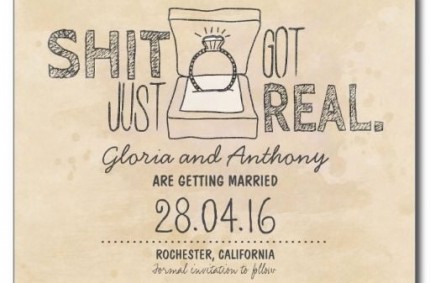 SHIT GOT
JUST REAL.
Gloria and Anthony
ARE GETTING MARRIED
28.04.16
ROCHESTER, CALIFORNIA
Formal invitation to follow